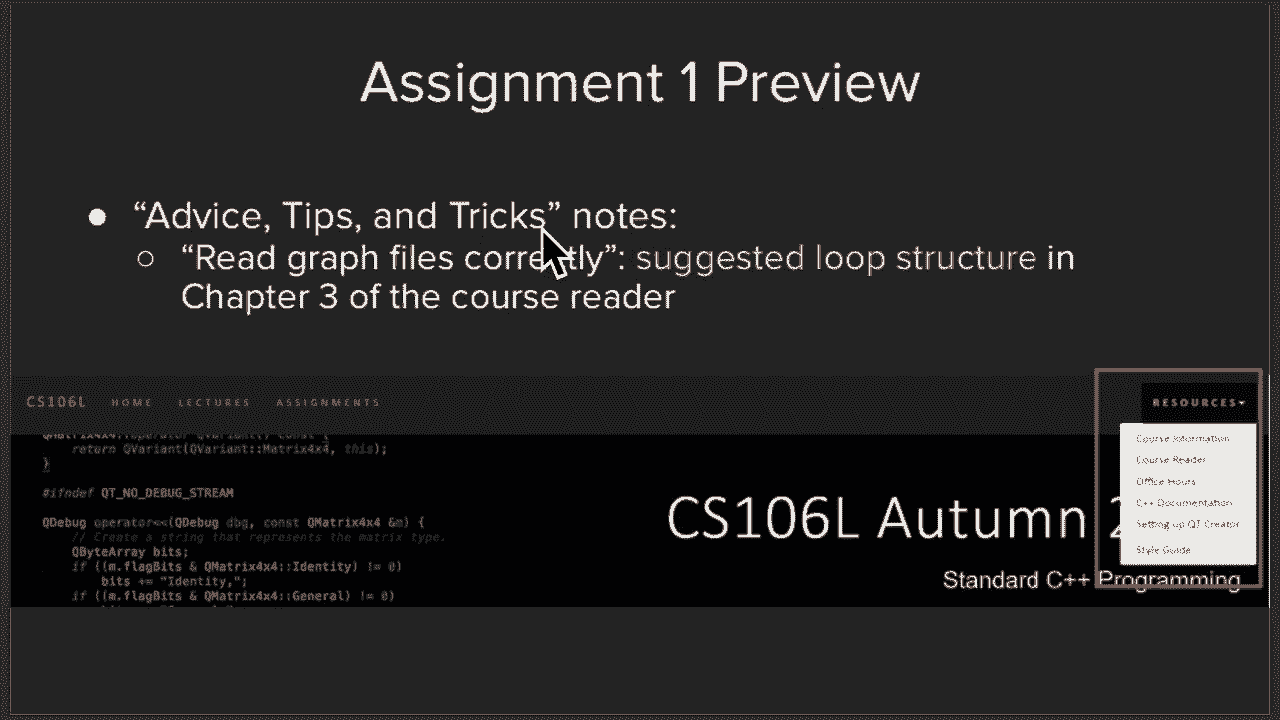 Assignment 1 Preview
● “Advice, Tips, and Tricks” notes:
○ “Read graph files correctly”: suggested loop structure in
Chapter 3 of the course reader
CS106L HOME LECTURES ASSIGNMENTS RESOURCES
QMatrix4x4::operator QVariant() const {
return QVariant(QVariant::Matrix4x4, this);
}
#ifndef QT_NO_DEBUG_STREAM
QDebug operator<<(QDebug dbg, const QMatrix4x4 &m) {
// Create a string that represents the matrix type.
QByteArray bits;
if ((m.flagBits & QMatrix4x4::Identity) != 0)
bits += "Identity,";
if ((m.flagBits & QMatrix4x4::General) != 0)
CS106L Autumn 2
Standard C++ Programming
Course Information
Course Reader
Office Hours
C++ Documentation
Setting up QT Creator
Style Guide